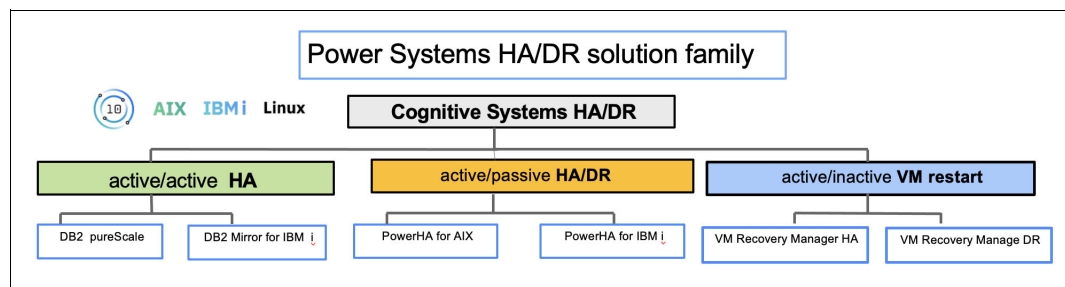 Power Systems HA/DR solution family
10 AIX IBM i Linux
Cognitive Systems HA/DR
active/active HA
active/passive HA/DR
active/inactive VM restart
DB2 pureScale
DB2 Mirror for IBM i
PowerHA for AIX
PowerHA for IBM i
VM Recovery Manager HA
VM Recovery Manage DR